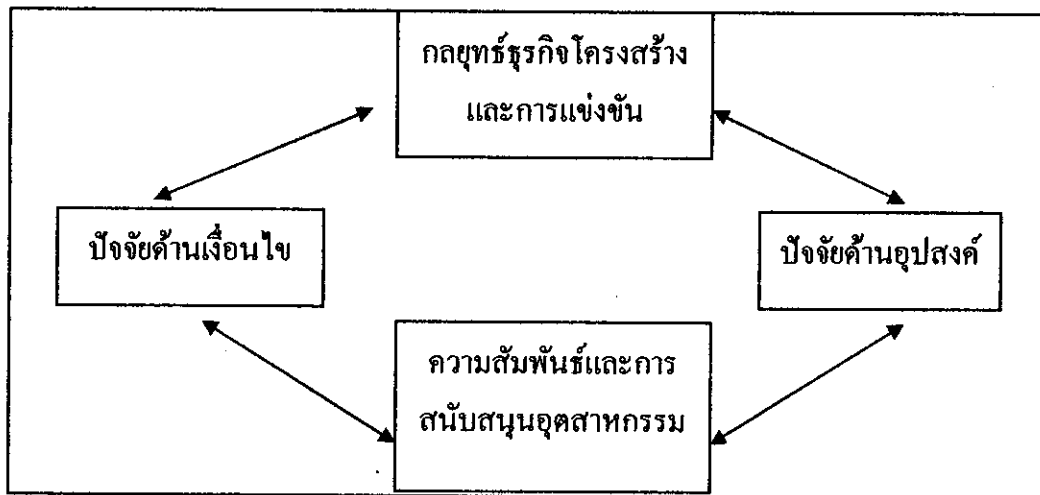 กลยุทธ์ธุรกิจโครงสร้าง
และการแข่งขัน
ปัจจัยด้านเงื่อนไข
ปัจจัยด้านอุปสงค์
ความสัมพันธ์และการ
สนับสนุนอุตสาหกรรม